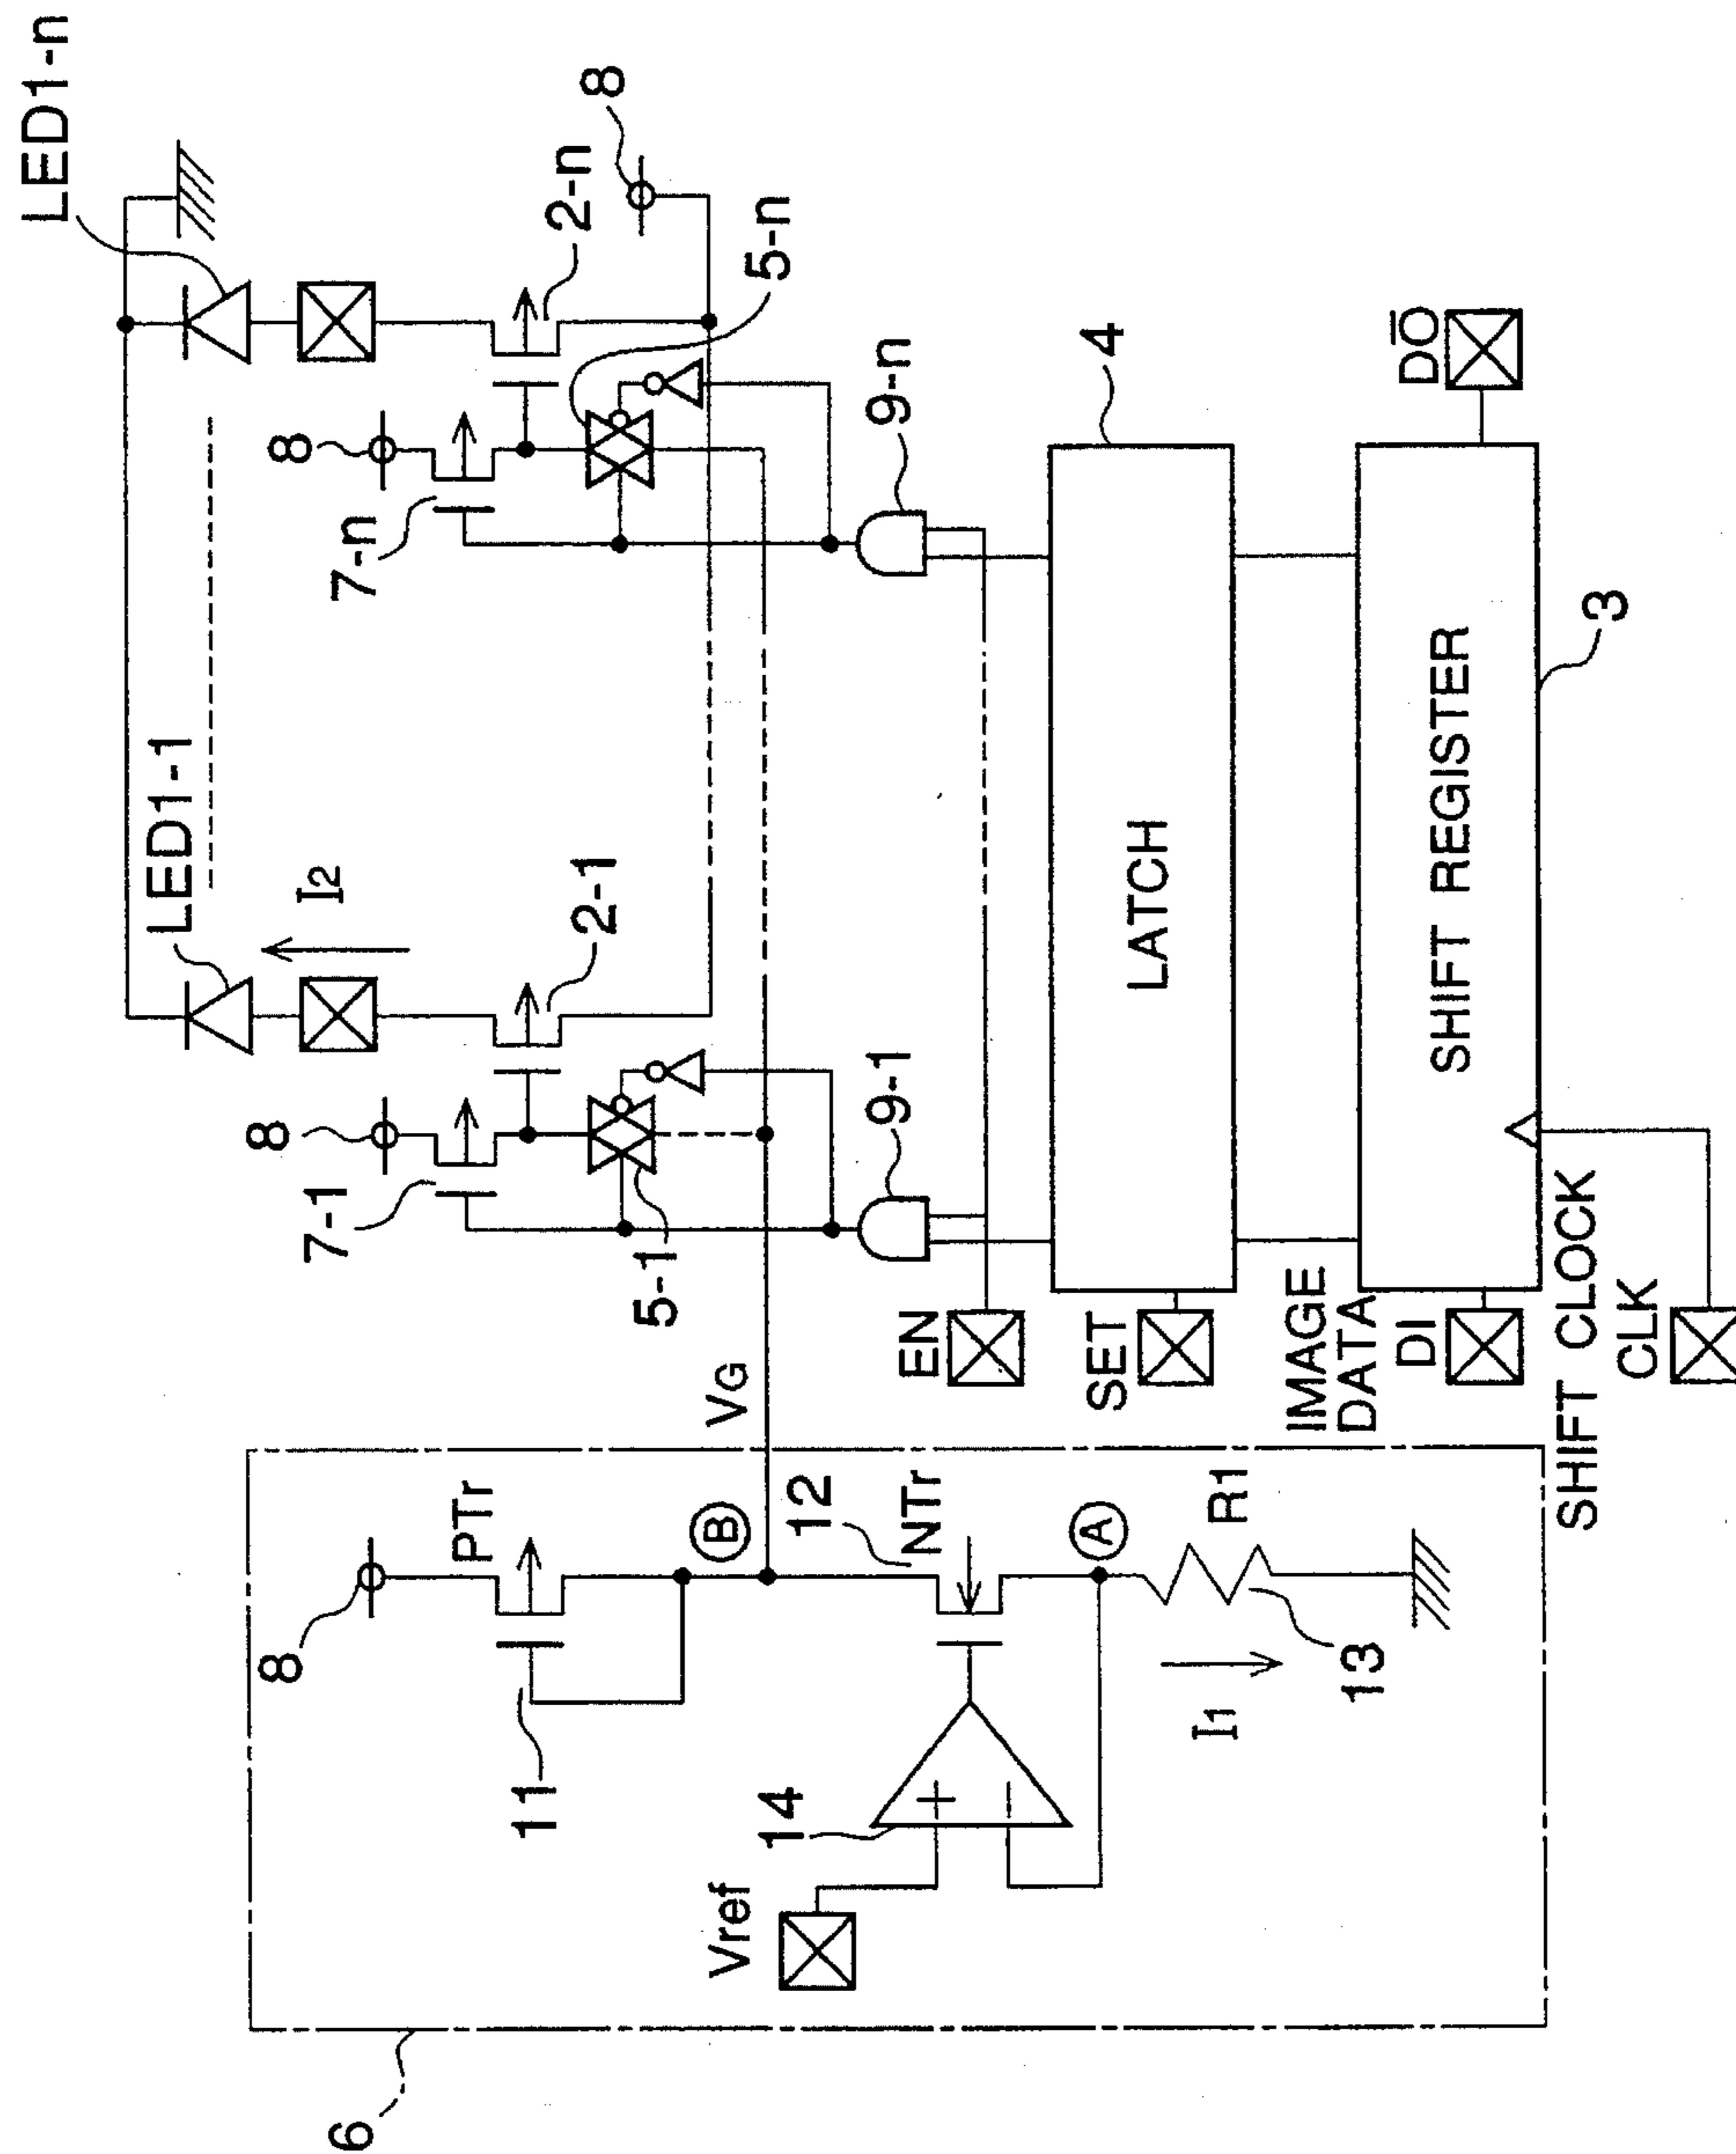 LED1-n
LED1-1
I2
8
2-n
8
8
7-n
5-n
2-1
8
7-1
5-1
8
PTr
11
B
VG
12
NTr
14
Vref
A
R1
13
I1
6
9-n
9-1
EN
4
LATCH
SET
IMAGE
DATA
DI
DO
SHIFT REGISTER
3
SHIFT CLOCK
CLK